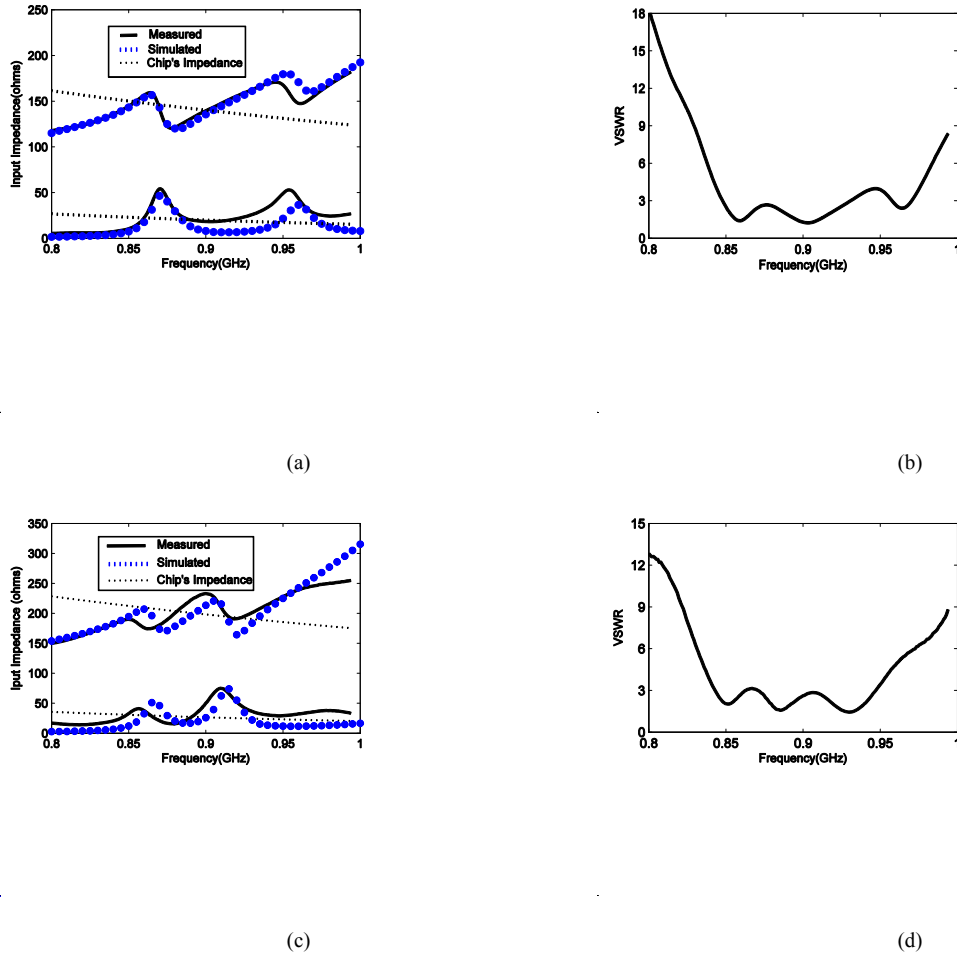 250
200
150
100
50
0
Input Impedance(ohms)
Measured
Simulated
Chip's Impedance
0.8 0.85 0.9 0.95 1
Frequency(GHz)
18
15
12
9
6
3
0
VSWR
0.8 0.85 0.9 0.95 1
Frequency(GHz)
(a)
(b)
350
300
250
200
150
100
50
0
Iput Impedance (ohms)
Measured
Simulated
Chip's Impedance
0.8 0.85 0.9 0.95 1
Frequency(GHz)
15
12
9
6
3
0
VSWR
0.8 0.85 0.9 0.95 1
Frequency(GHz)
(c)
(d)